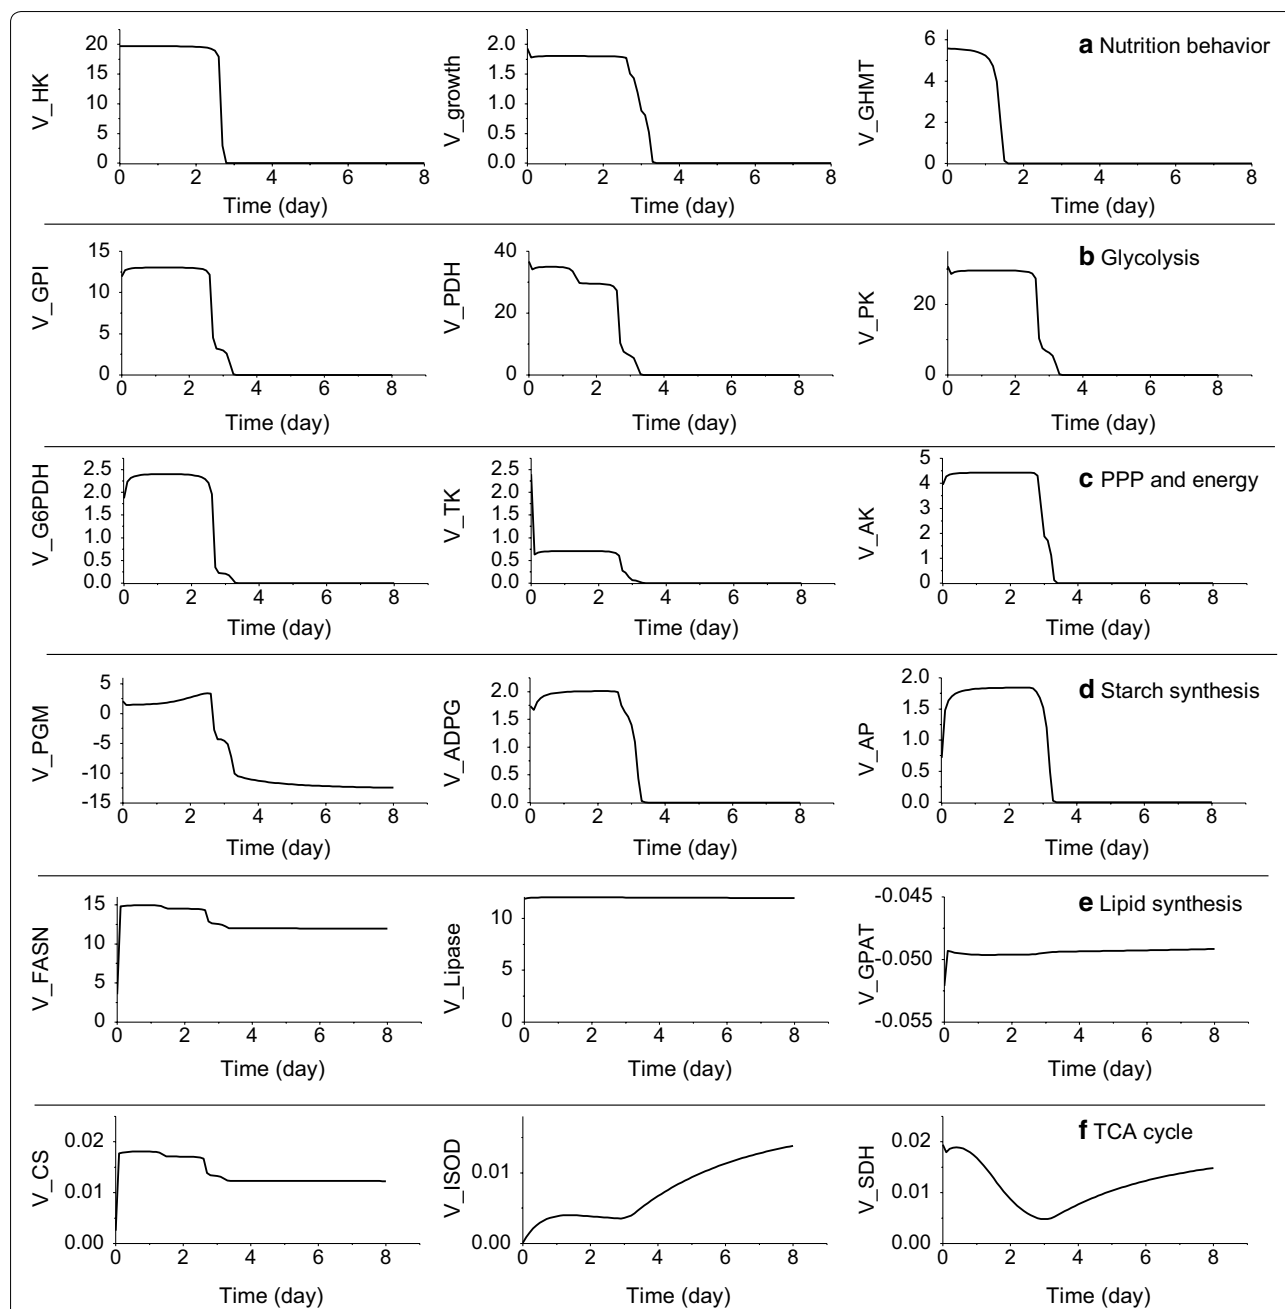 a Nutrition behavior
V_HK
20
15
10
5
0
0 2 4 6 8
Time (day)
V_growth
2.0
1.5
1.0
0.5
0.0
0 2 4 6 8
Time (day)
V_GHMT
6
4
2
0
0 2 4 6 8
Time (day)
b Glycolysis
V_GPI
15
10
5
0
0 2 4 6 8
Time (day)
V_PDH
40
20
0
0 2 4 6 8
Time (day)
V_PK
20
0
0 2 4 6 8
Time (day)
c PPP and energy
V_G6PDH
2.5
2.0
1.5
1.0
0.5
0.0
0 2 4 6 8
Time (day)
V_TK
2.5
2.0
1.5
1.0
0.5
0.0
0 2 4 6 8
Time (day)
V_AK
5
4
3
2
1
0
0 2 4 6 8
Time (day)
d Starch synthesis
V_PGM
5
0
-5
-10
-15
0 2 4 6 8
Time (day)
V_ADPG
2.0
1.5
1.0
0.5
0.0
0 2 4 6 8
Time (day)
V_AP
2.0
1.5
1.0
0.5
0.0
0 2 4 6 8
Time (day)
e Lipid synthesis
V_FASN
15
10
5
0
0 2 4 6 8
Time (day)
V_Lipase
10
5
0
0 2 4 6 8
Time (day)
V_GPAT
-0.045
-0.050
-0.055
0 2 4 6 8
Time (day)
f TCA cycle
V_CS
0.02
0.01
0.00
0 2 4 6 8
Time (day)
V_ISOD
0.01
0.00
0 2 4 6 8
Time (day)
V_SDH
0.02
0.01
0.00
0 2 4 6 8
Time (day)